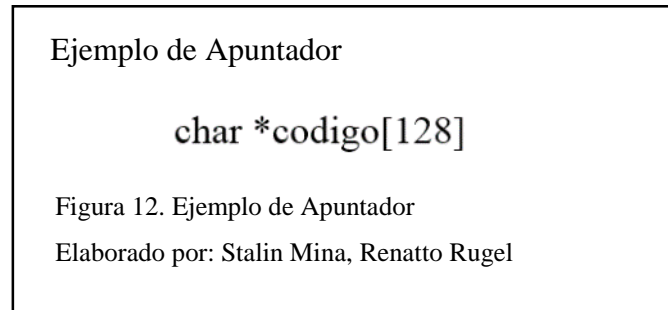 Ejemplo de Apuntador
char *codigo[128]
Figura 12. Ejemplo de Apuntador
Elaborado por: Stalin Mina, Renatto Rugel